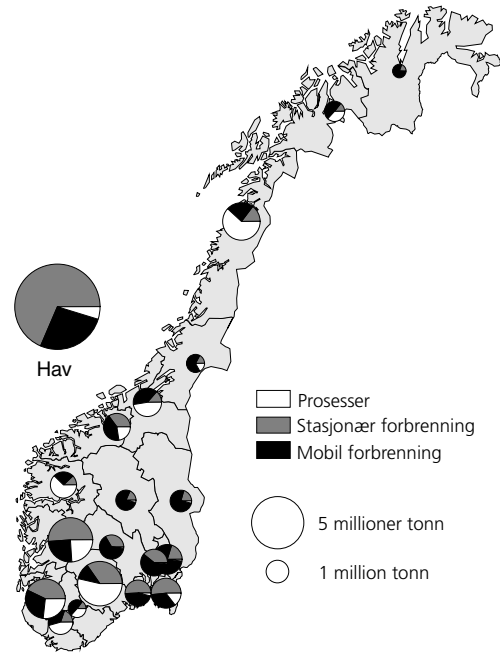 Hav
Prosesser
Stasjonær forbrenning
Mobil forbrenning
5 millioner tonn
1 million tonn